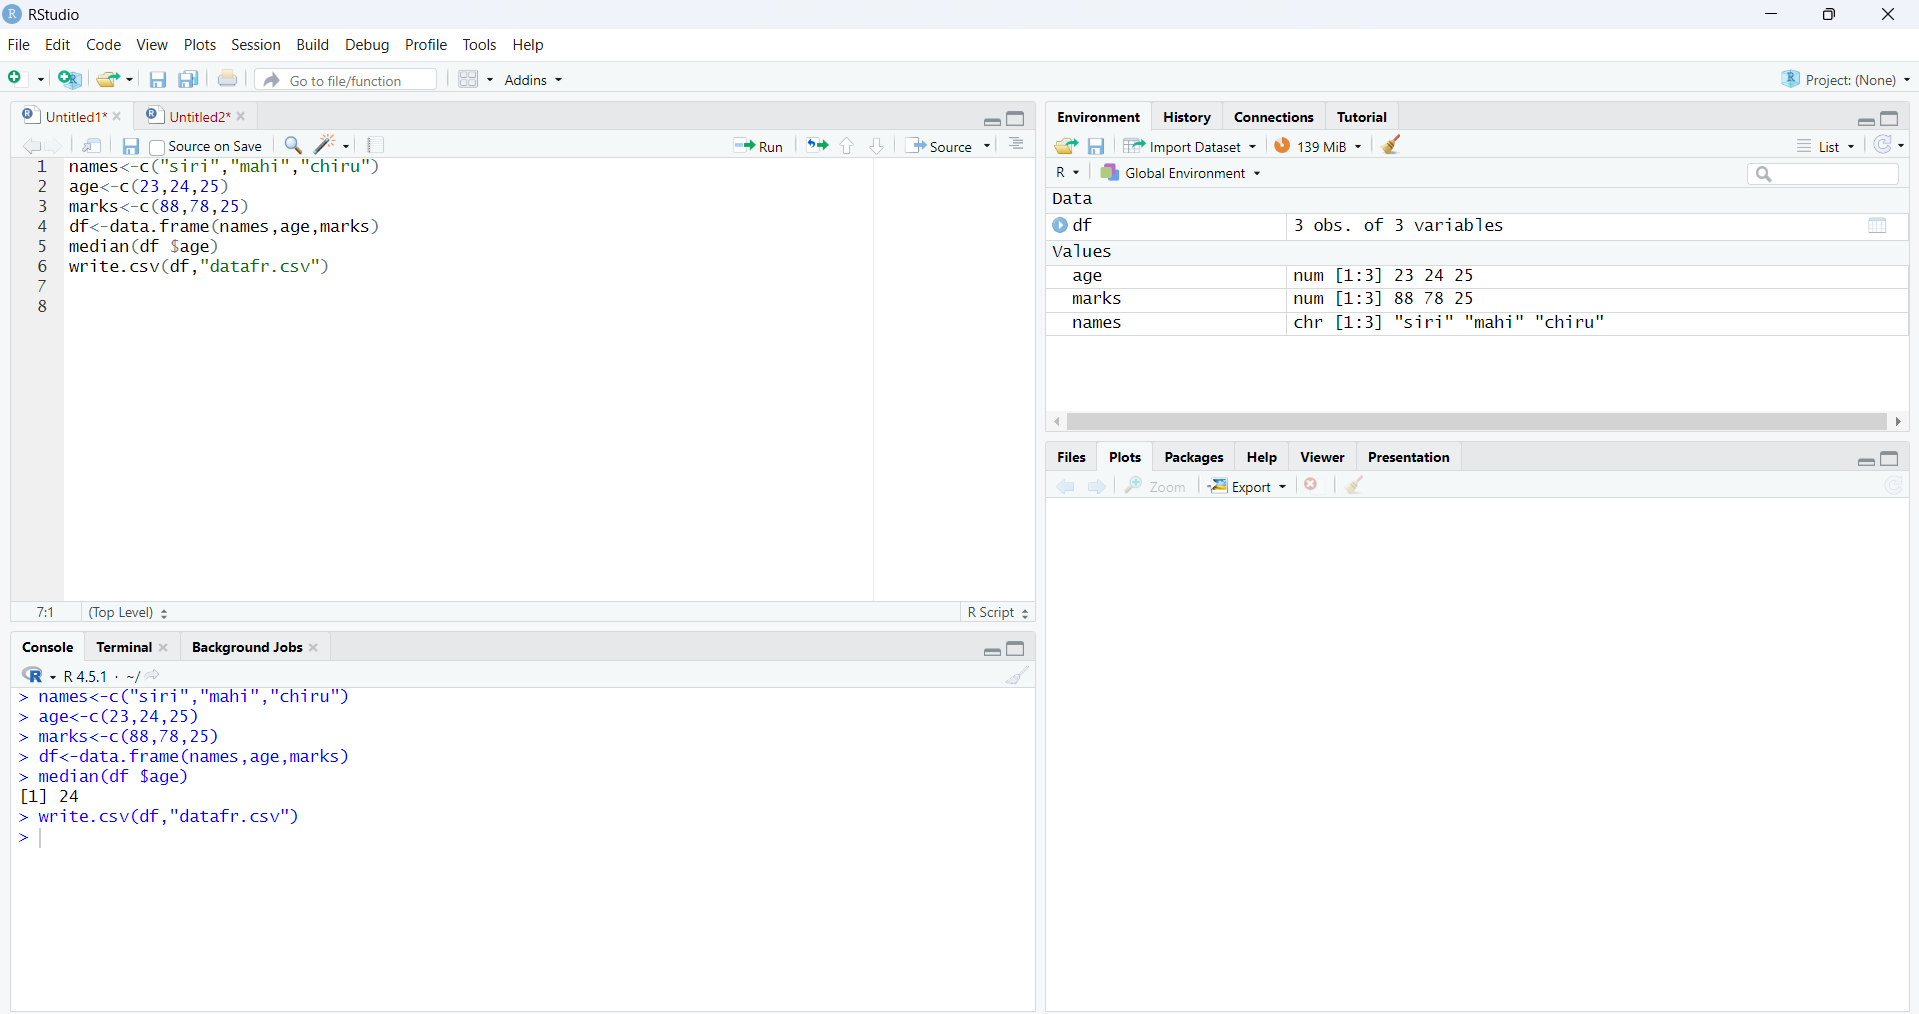 RStudio
File Edit Code View Plots Session Build Debug Profile Tools Help
Go to file/function Addins Project: (None)
Untitled1* Untitled2*
Source on Save Run Source
1 names<-c("siri","mahi","chiru")
2 age<-c(23,24,25)
3 marks<-c(88,78,25)
4 df<-data.frame(names,age,marks)
5 median(df $age)
6 write.csv(df,"datafr.csv")
7
8
7:1 (Top Level) R Script
Console Terminal Background Jobs
R 4.5.1 · ~/
> names<-c("siri","mahi","chiru")
> age<-c(23,24,25)
> marks<-c(88,78,25)
> df<-data.frame(names,age,marks)
> median(df $age)
[1] 24
> write.csv(df,"datafr.csv")
>
Environment History Connections Tutorial
Import Dataset 139 MiB List
R Global Environment
Data
df 3 obs. of 3 variables
Values
age num [1:3] 23 24 25
marks num [1:3] 88 78 25
names chr [1:3] "siri" "mahi" "chiru"
Files Plots Packages Help Viewer Presentation
Zoom Export